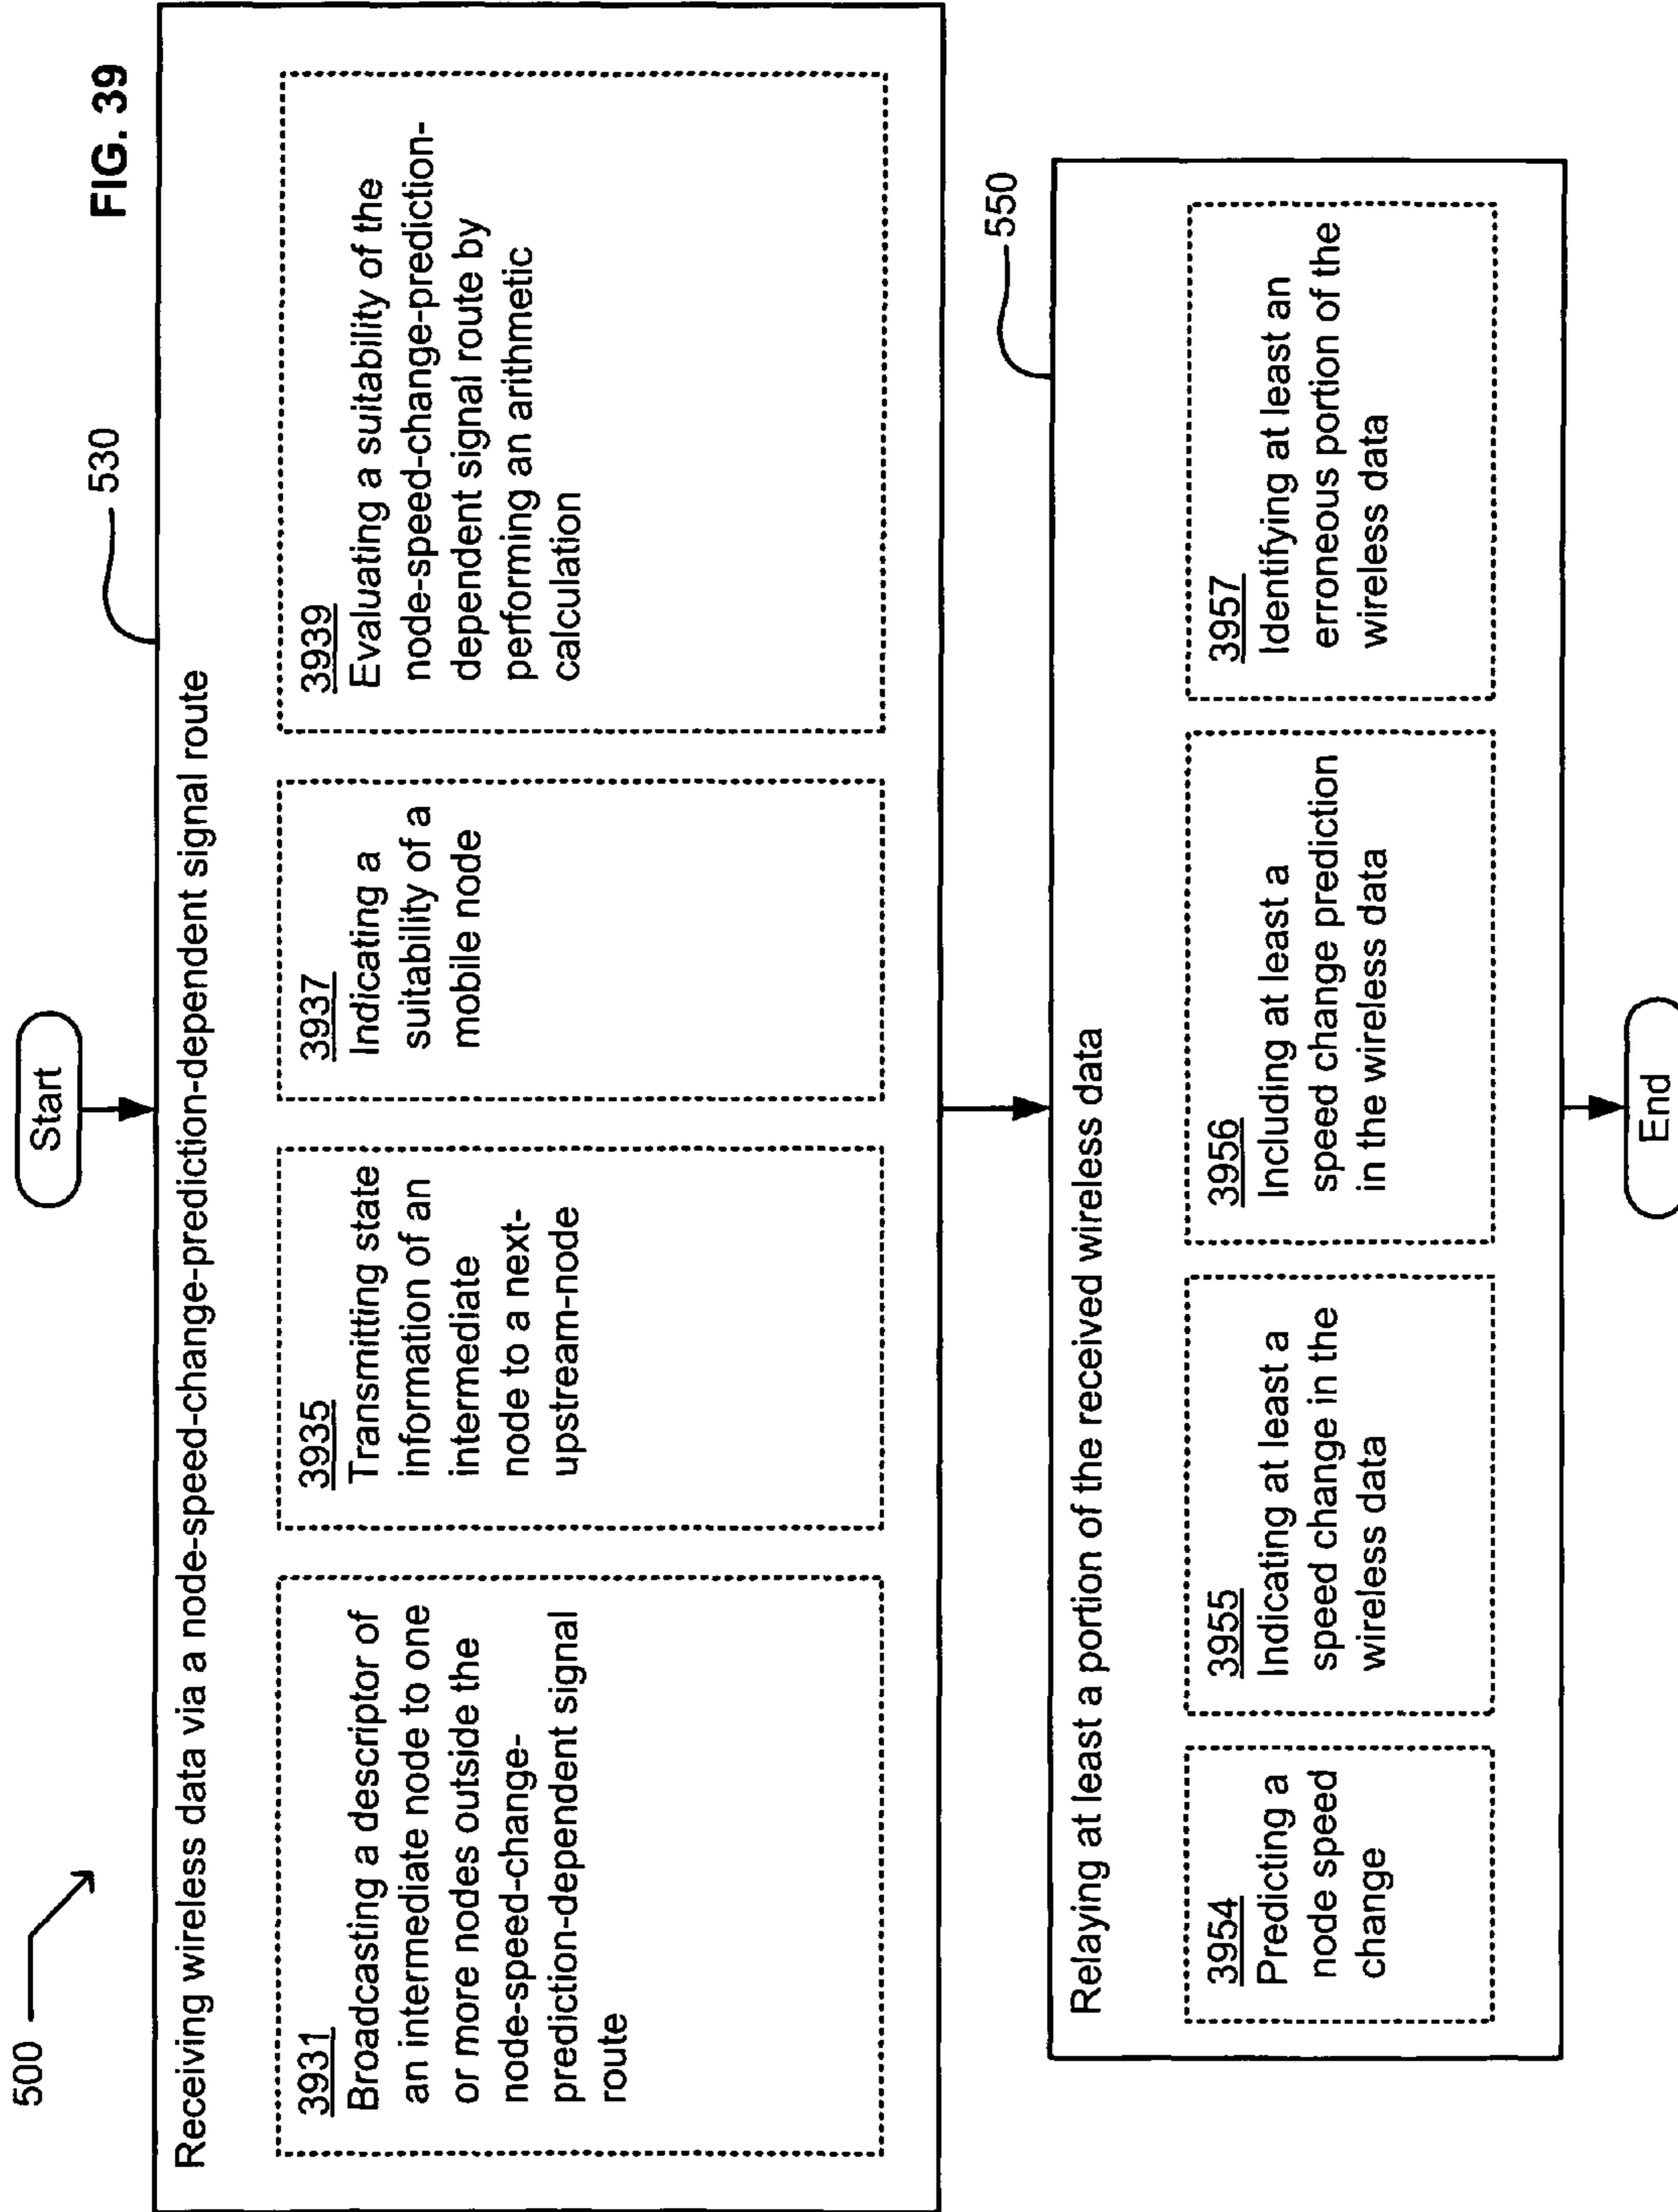 500
FIG. 39
Start
530
Receiving wireless data via a node-speed-change-prediction-dependent signal route
3931
Broadcasting a descriptor of
an intermediate node to one
or more nodes outside the
node-speed-change-
prediction-dependent signal
route
3935
Transmitting state
information of an
intermediate
node to a next-
upstream-node
3937
Indicating a
suitability of a
mobile node
3939
Evaluating a suitability of the
node-speed-change-prediction-
dependent signal route by
performing an arithmetic
calculation
550
Relaying at least a portion of the received wireless data
3954
Predicting a
node speed
change
3955
Indicating at least a
speed change in the
wireless data
3956
Including at least a
speed change prediction
in the wireless data
3957
Identifying at least an
erroneous portion of the
wireless data
End